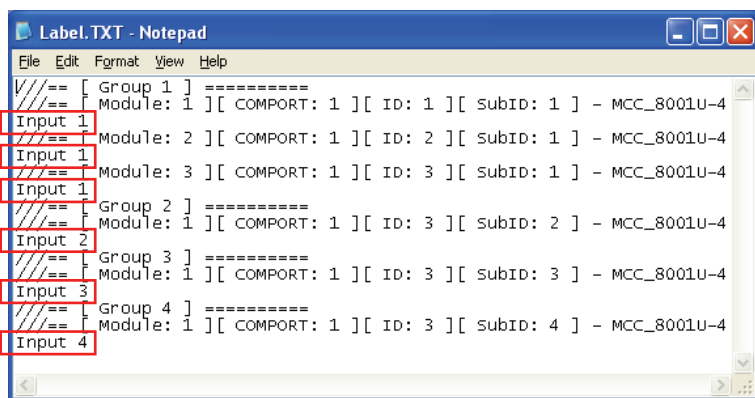 Label.TXT - Notepad
File Edit Format View Help
///== [ Group 1 ] ==========
///== [ Module: 1 ][ COMPORT: 1 ][ ID: 1 ][ SubID: 1 ] - MCC_8001U-4
Input 1
///== [ Module: 2 ][ COMPORT: 1 ][ ID: 2 ][ SubID: 1 ] - MCC_8001U-4
Input 1
///== [ Module: 3 ][ COMPORT: 1 ][ ID: 3 ][ SubID: 1 ] - MCC_8001U-4
Input 1
///== [ Group 2 ] ==========
///== [ Module: 1 ][ COMPORT: 1 ][ ID: 3 ][ SubID: 2 ] - MCC_8001U-4
Input 2
///== [ Group 3 ] ==========
///== [ Module: 1 ][ COMPORT: 1 ][ ID: 3 ][ SubID: 3 ] - MCC_8001U-4
Input 3
///== [ Group 4 ] ==========
///== [ Module: 1 ][ COMPORT: 1 ][ ID: 3 ][ SubID: 4 ] - MCC_8001U-4
Input 4